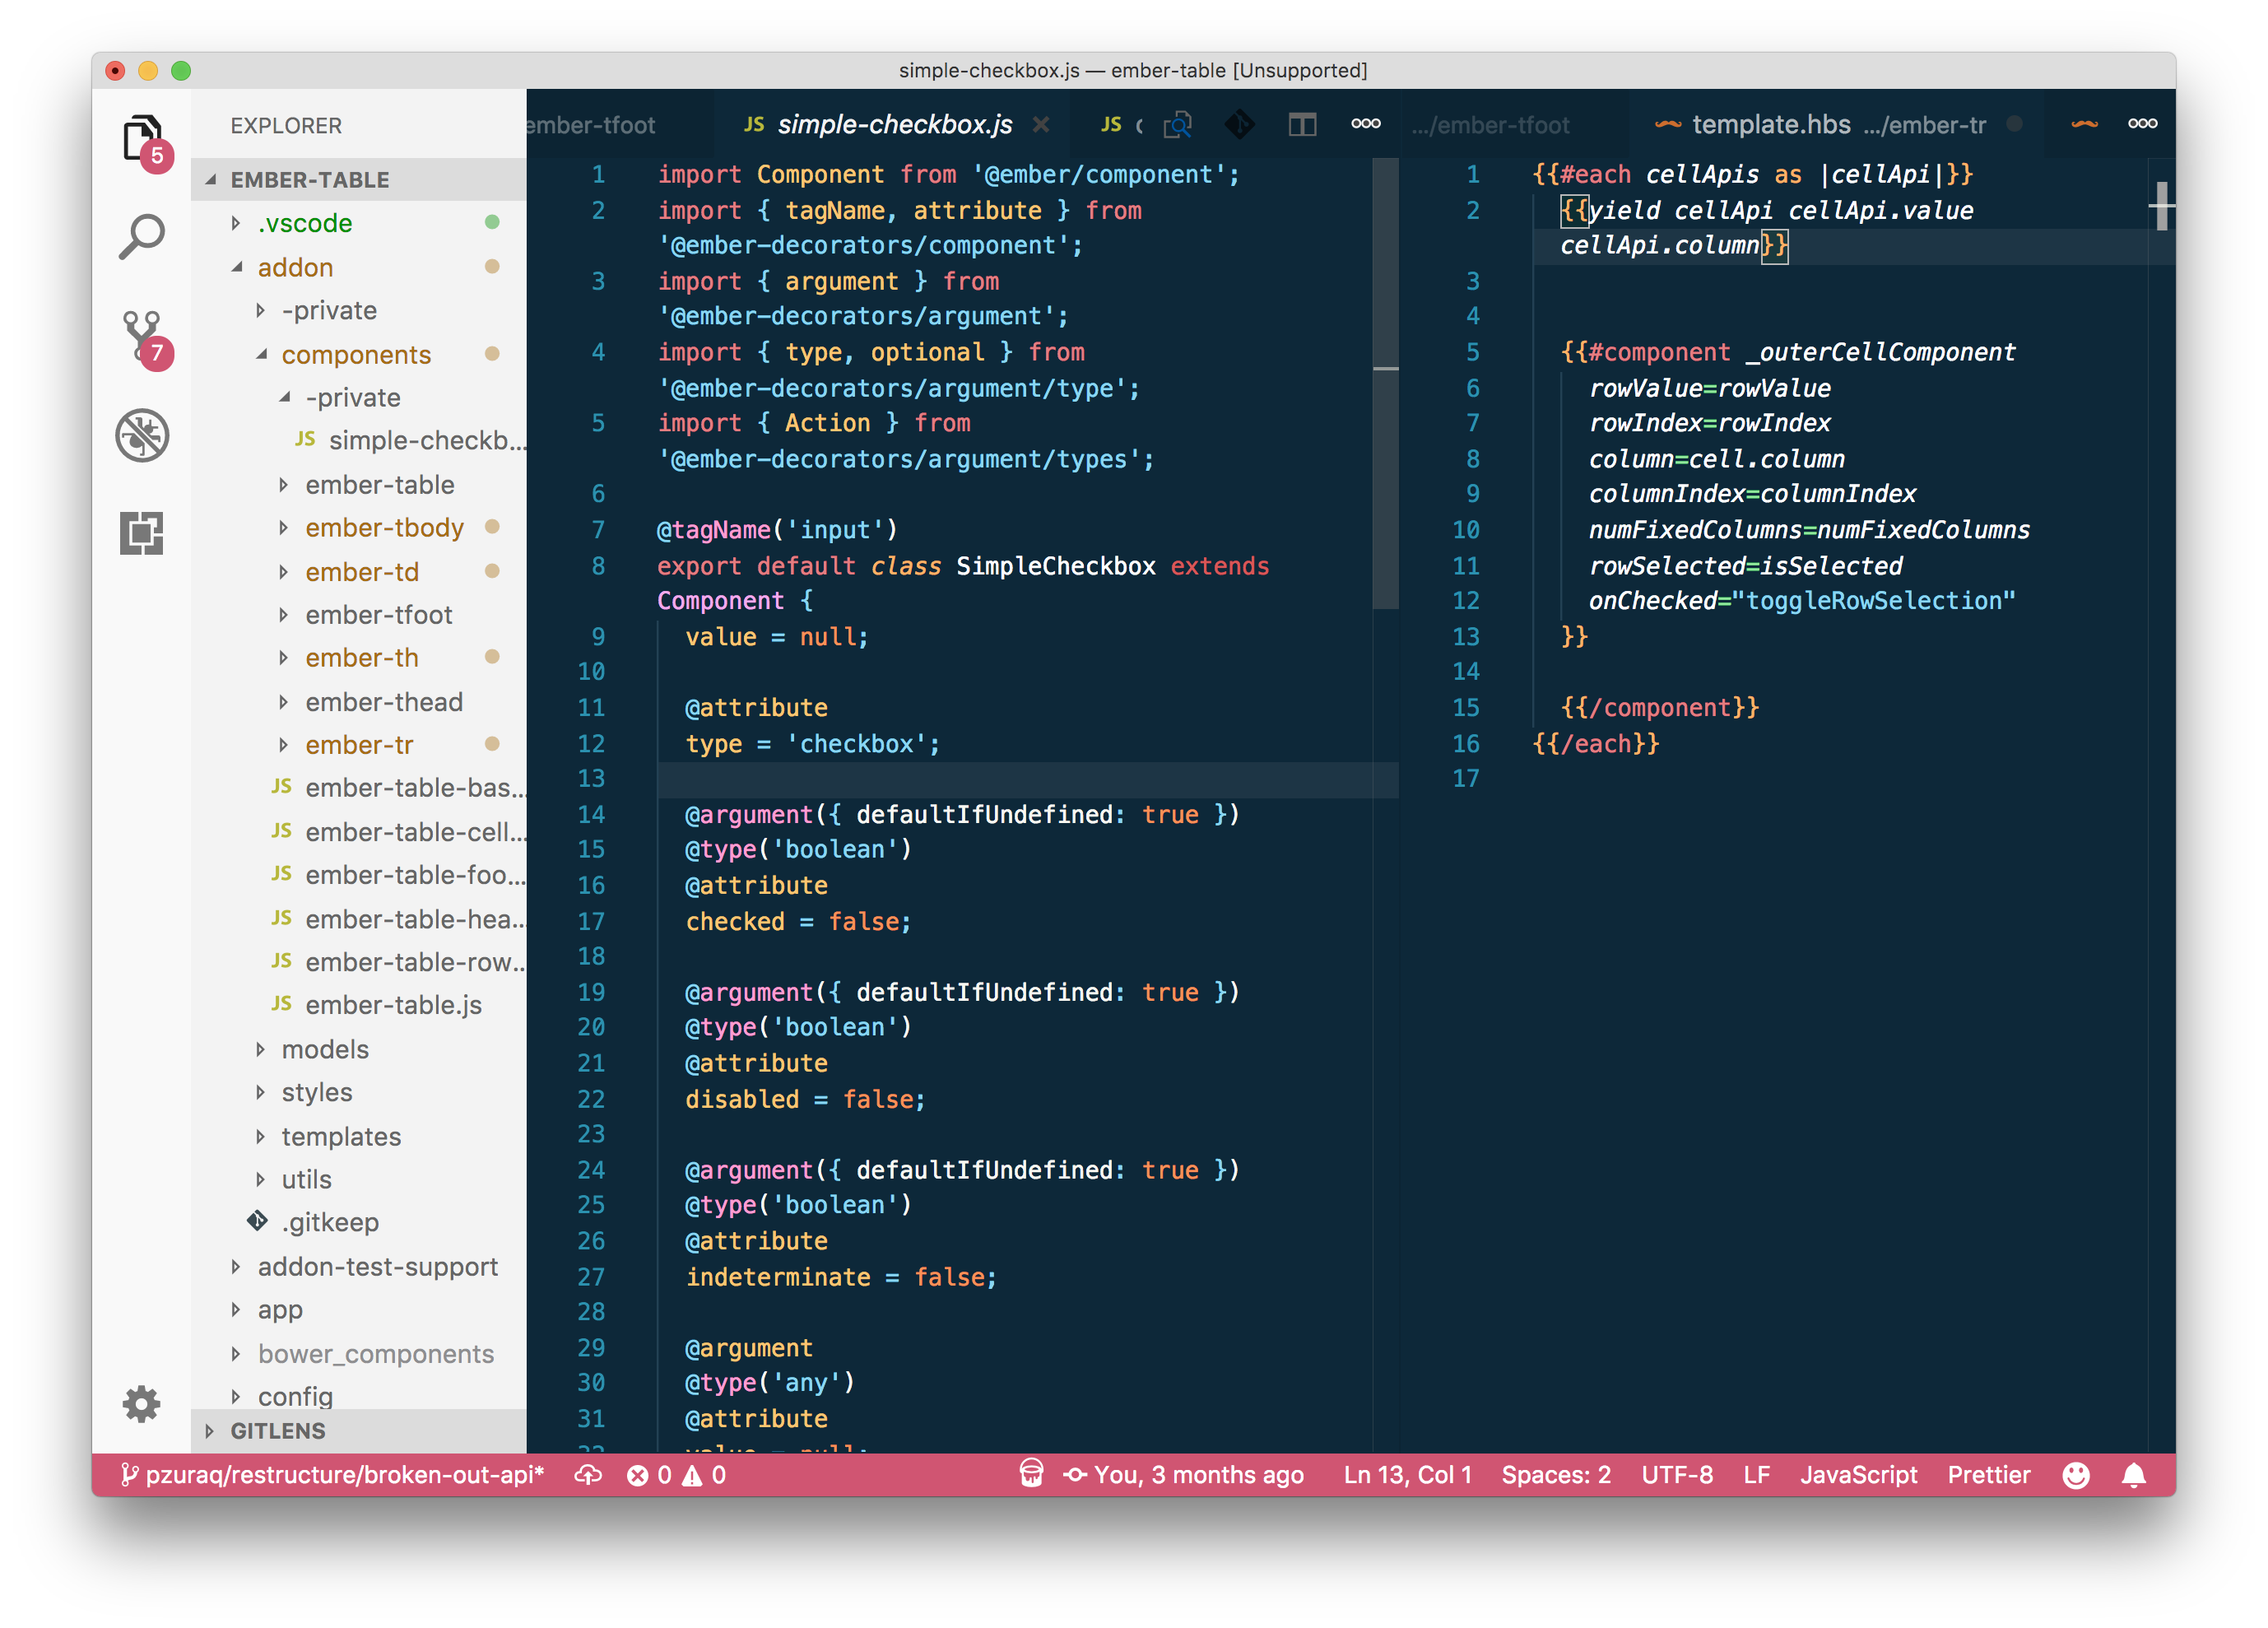 simple-checkbox.js — ember-table [Unsupported]
5
7
EXPLORER
EMBER-TABLE
.vscode
addon
-private
components
-private
JS simple-checkb...
ember-table
ember-tbody
ember-td
ember-tfoot
ember-th
ember-thead
ember-tr
JS ember-table-bas...
JS ember-table-cell...
JS ember-table-foo...
JS ember-table-hea...
JS ember-table-row...
JS ember-table.js
models
styles
templates
utils
.gitkeep
addon-test-support
app
bower_components
config
GITLENS
ember-tfoot JS simple-checkbox.js JS
1 import Component from '@ember/component';
2 import { tagName, attribute } from
'@ember-decorators/component';
3 import { argument } from
'@ember-decorators/argument';
4 import { type, optional } from
'@ember-decorators/argument/type';
5 import { Action } from
'@ember-decorators/argument/types';
6
7 @tagName('input')
8 export default class SimpleCheckbox extends
Component {
9 value = null;
10
11 @attribute
12 type = 'checkbox';
13
14 @argument({ defaultIfUndefined: true })
15 @type('boolean')
16 @attribute
17 checked = false;
18
19 @argument({ defaultIfUndefined: true })
20 @type('boolean')
21 @attribute
22 disabled = false;
23
24 @argument({ defaultIfUndefined: true })
25 @type('boolean')
26 @attribute
27 indeterminate = false;
28
29 @argument
30 @type('any')
31 @attribute
32 value = null;
.../ember-tfoot template.hbs .../ember-tr
1 {{#each cellApis as |cellApi|}}
2 {{yield cellApi cellApi.value
cellApi.column}}
3
4
5 {{#component _outerCellComponent
6 rowValue=rowValue
7 rowIndex=rowIndex
8 column=cell.column
9 columnIndex=columnIndex
10 numFixedColumns=numFixedColumns
11 rowSelected=isSelected
12 onChecked="toggleRowSelection"
13 }}
14
15 {{/component}}
16 {{/each}}
17
pzuraq/restructure/broken-out-api* 0 0 You, 3 months ago Ln 13, Col 1 Spaces: 2 UTF-8 LF JavaScript Prettier